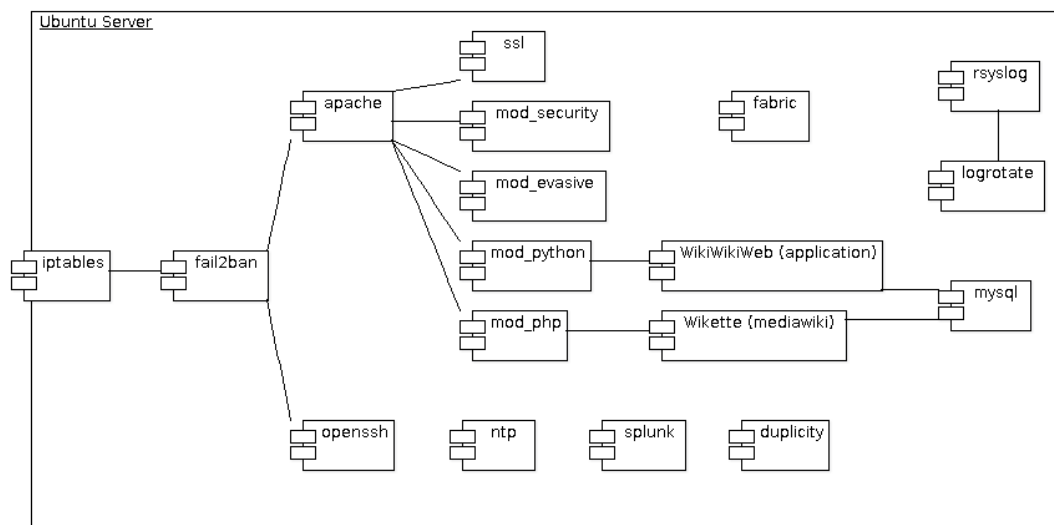 Ubuntu Server
ssl
rsyslog
apache
mod_security
fabric
mod_evasive
logrotate
iptables
fail2ban
mod_python
WikiWikiWeb (application)
mysql
mod_php
Wikette (mediawiki)
openssh
ntp
splunk
duplicity